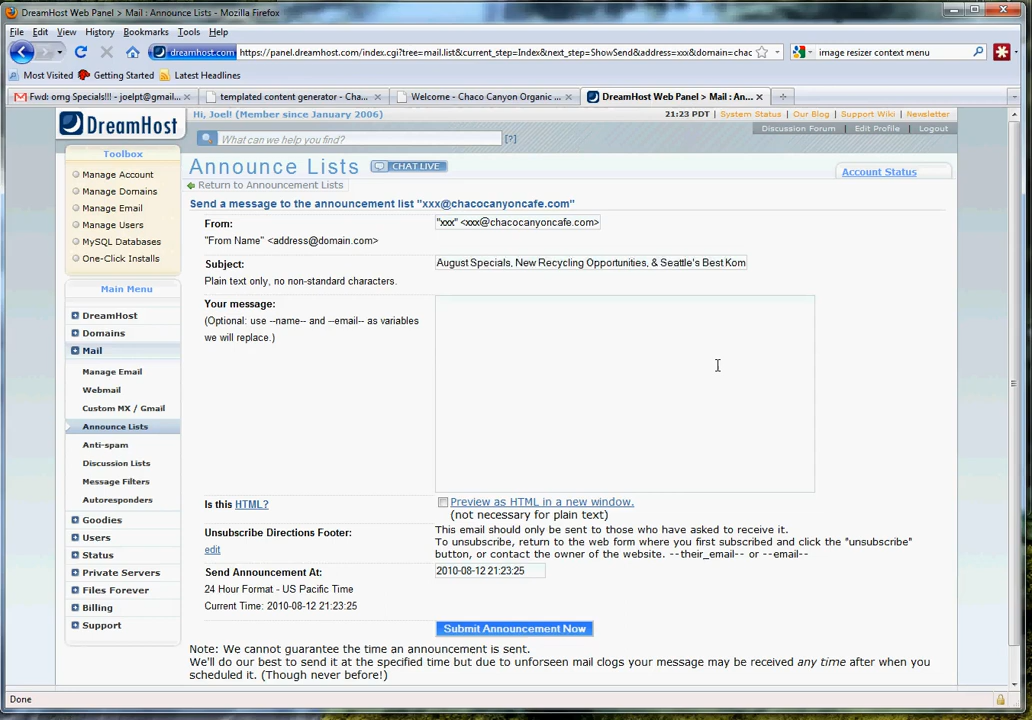 DreamHost Web Panel > Mail : Announce Lists - Mozilla Firefox
File Edit View History Bookmarks Tools Help
dreamhost.com https://panel.dreamhost.com/index.cgi?tree=mail.list&current_step=Index&next_step=ShowSend&address=xxx&domain=chac
image resizer context menu
Most Visited Getting Started Latest Headlines
Fwd: omg Specials!!! - joelpt@gmail....
templated content generator - Cha...
Welcome - Chaco Canyon Organic ...
DreamHost Web Panel > Mail : An...
Hi, Joel! (Member since January 2006)
21:23 PDT | System Status | Our Blog | Support Wiki | Newsletter
DreamHost
Discussion Forum | Edit Profile | Logout
What can we help you find? [?]
Toolbox
Manage Account
Manage Domains
Manage Email
Manage Users
MySQL Databases
One-Click Installs
Main Menu
DreamHost
Domains
Mail
Manage Email
Webmail
Custom MX / Gmail
Announce Lists
Anti-spam
Discussion Lists
Message Filters
Autoresponders
Goodies
Users
Status
Private Servers
Files Forever
Billing
Support
Announce Lists CHAT LIVE
Account Status
Return to Announcement Lists
Send a message to the announcement list "xxx@chacocanyoncafe.com"
From: "xxx" <xxx@chacocanyoncafe.com>
"From Name" <address@domain.com>
Subject: August Specials, New Recycling Opportunities, & Seattle's Best Kom
Plain text only, no non-standard characters.
Your message:
(Optional: use --name-- and --email-- as variables
we will replace.)
Is this HTML? Preview as HTML in a new window.
(not necessary for plain text)
Unsubscribe Directions Footer:
edit
This email should only be sent to those who have asked to receive it.
To unsubscribe, return to the web form where you first subscribed and click the "unsubscribe"
button, or contact the owner of the website. --their_email-- or --email--
Send Announcement At: 2010-08-12 21:23:25
24 Hour Format - US Pacific Time
Current Time: 2010-08-12 21:23:25
Submit Announcement Now
Note: We cannot guarantee the time an announcement is sent.
We'll do our best to send it at the specified time but due to unforseen mail clogs your message may be received any time after when you
scheduled it. (Though never before!)
Done